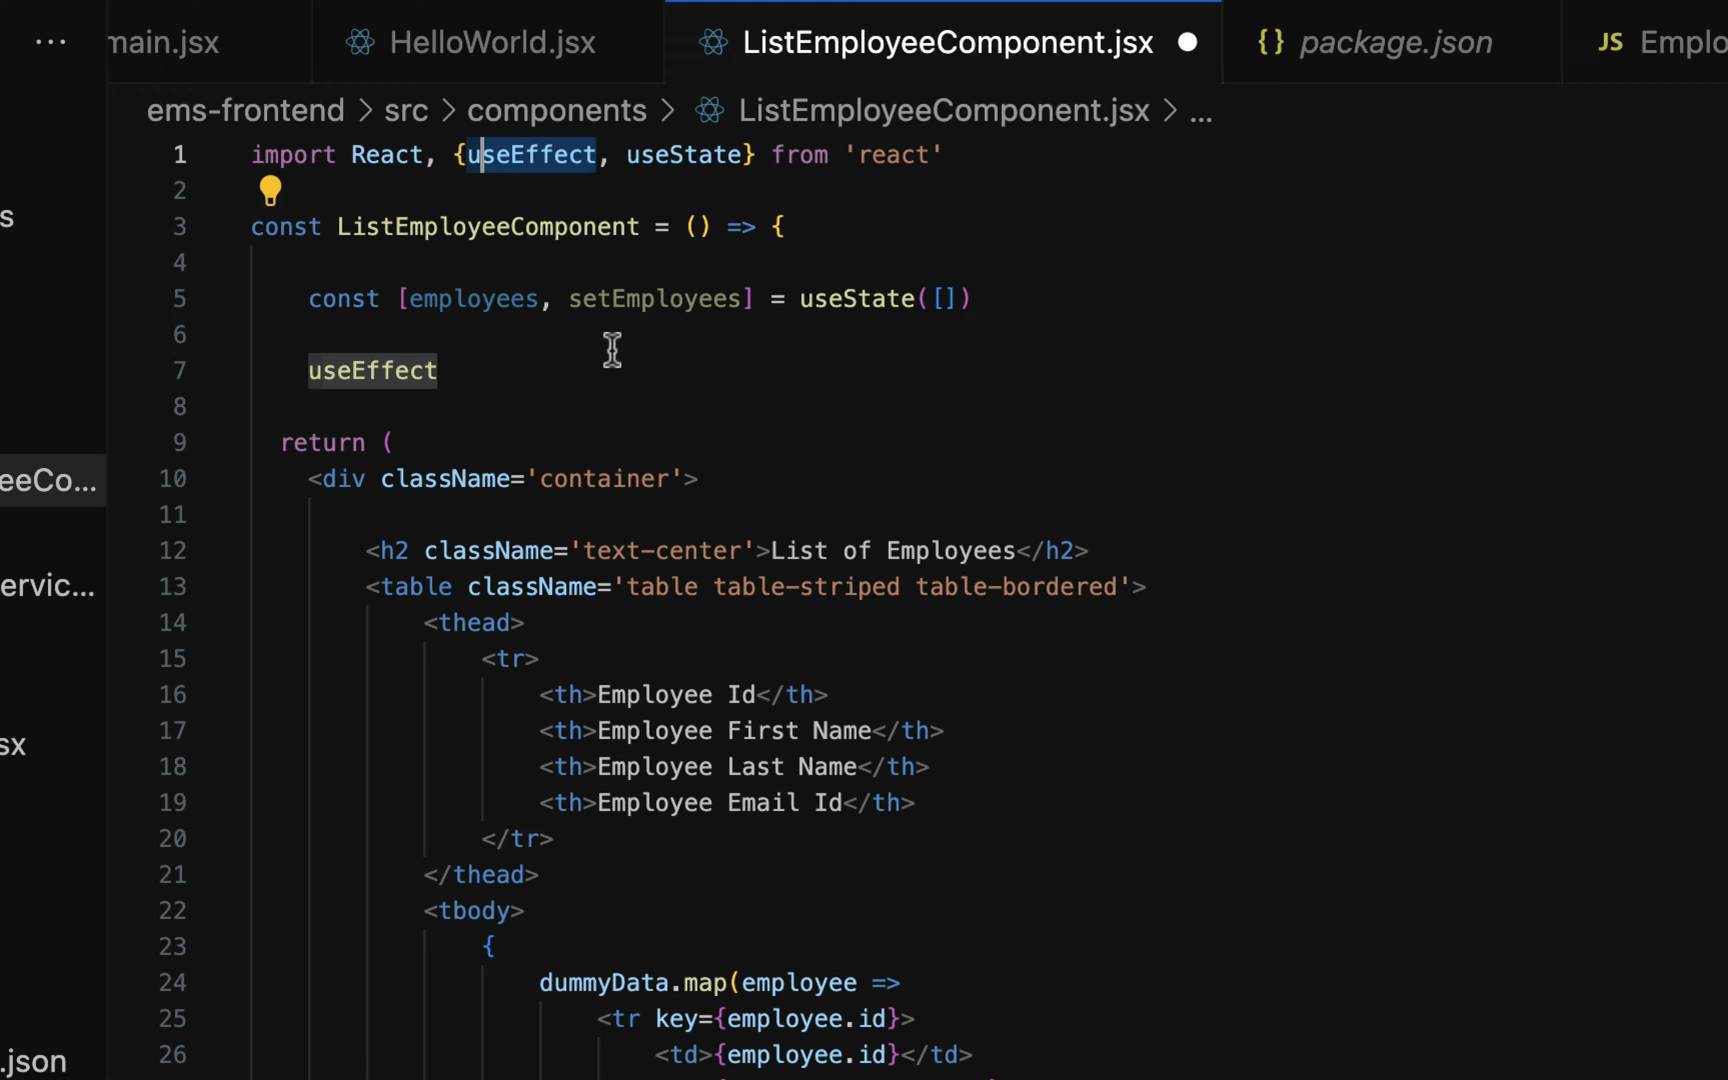 ... main.jsx HelloWorld.jsx ListEmployeeComponent.jsx {} package.json JS Emplo
ems-frontend > src > components > ListEmployeeComponent.jsx > ...
1 import React, {useEffect, useState} from 'react'
2
3 const ListEmployeeComponent = () => {
s
4
5 const [employees, setEmployees] = useState([])
6
7 useEffect
8
9 return (
eeCo...
10 <div className='container'>
11
12 <h2 className='text-center'>List of Employees</h2>
ervic...
13 <table className='table table-striped table-bordered'>
14 <thead>
15 <tr>
16 <th>Employee Id</th>
17 <th>Employee First Name</th>
sx
18 <th>Employee Last Name</th>
19 <th>Employee Email Id</th>
20 </tr>
21 </thead>
22 <tbody>
23 {
24 dummyData.map(employee =>
25 <tr key={employee.id}>
26 <td>{employee.id}</td>
.json